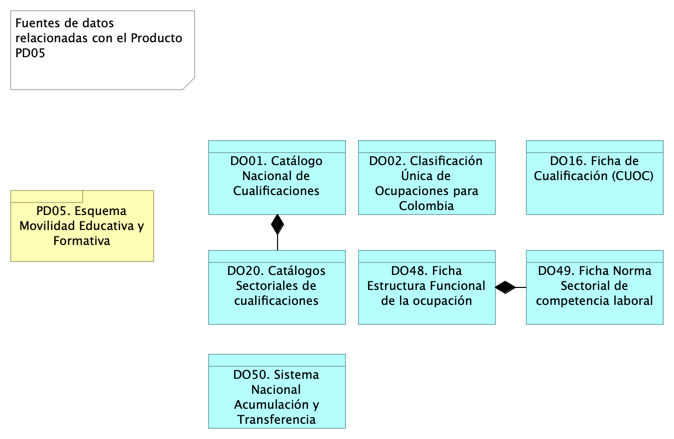 Fuentes de datos
relacionadas con el Producto
PD05
DO01. Catálogo
Nacional de
Cualificaciones
DO02. Clasificación
Única de
Ocupaciones para
Colombia
DO16. Ficha de
Cualificación (CUOC)
PD05. Esquema
Movilidad Educativa y
Formativa
DO20. Catálogos
Sectoriales de
cualificaciones
DO48. Ficha
Estructura Funcional
de la ocupación
DO49. Ficha Norma
Sectorial de
competencia laboral
DO50. Sistema
Nacional
Acumulación y
Transferencia